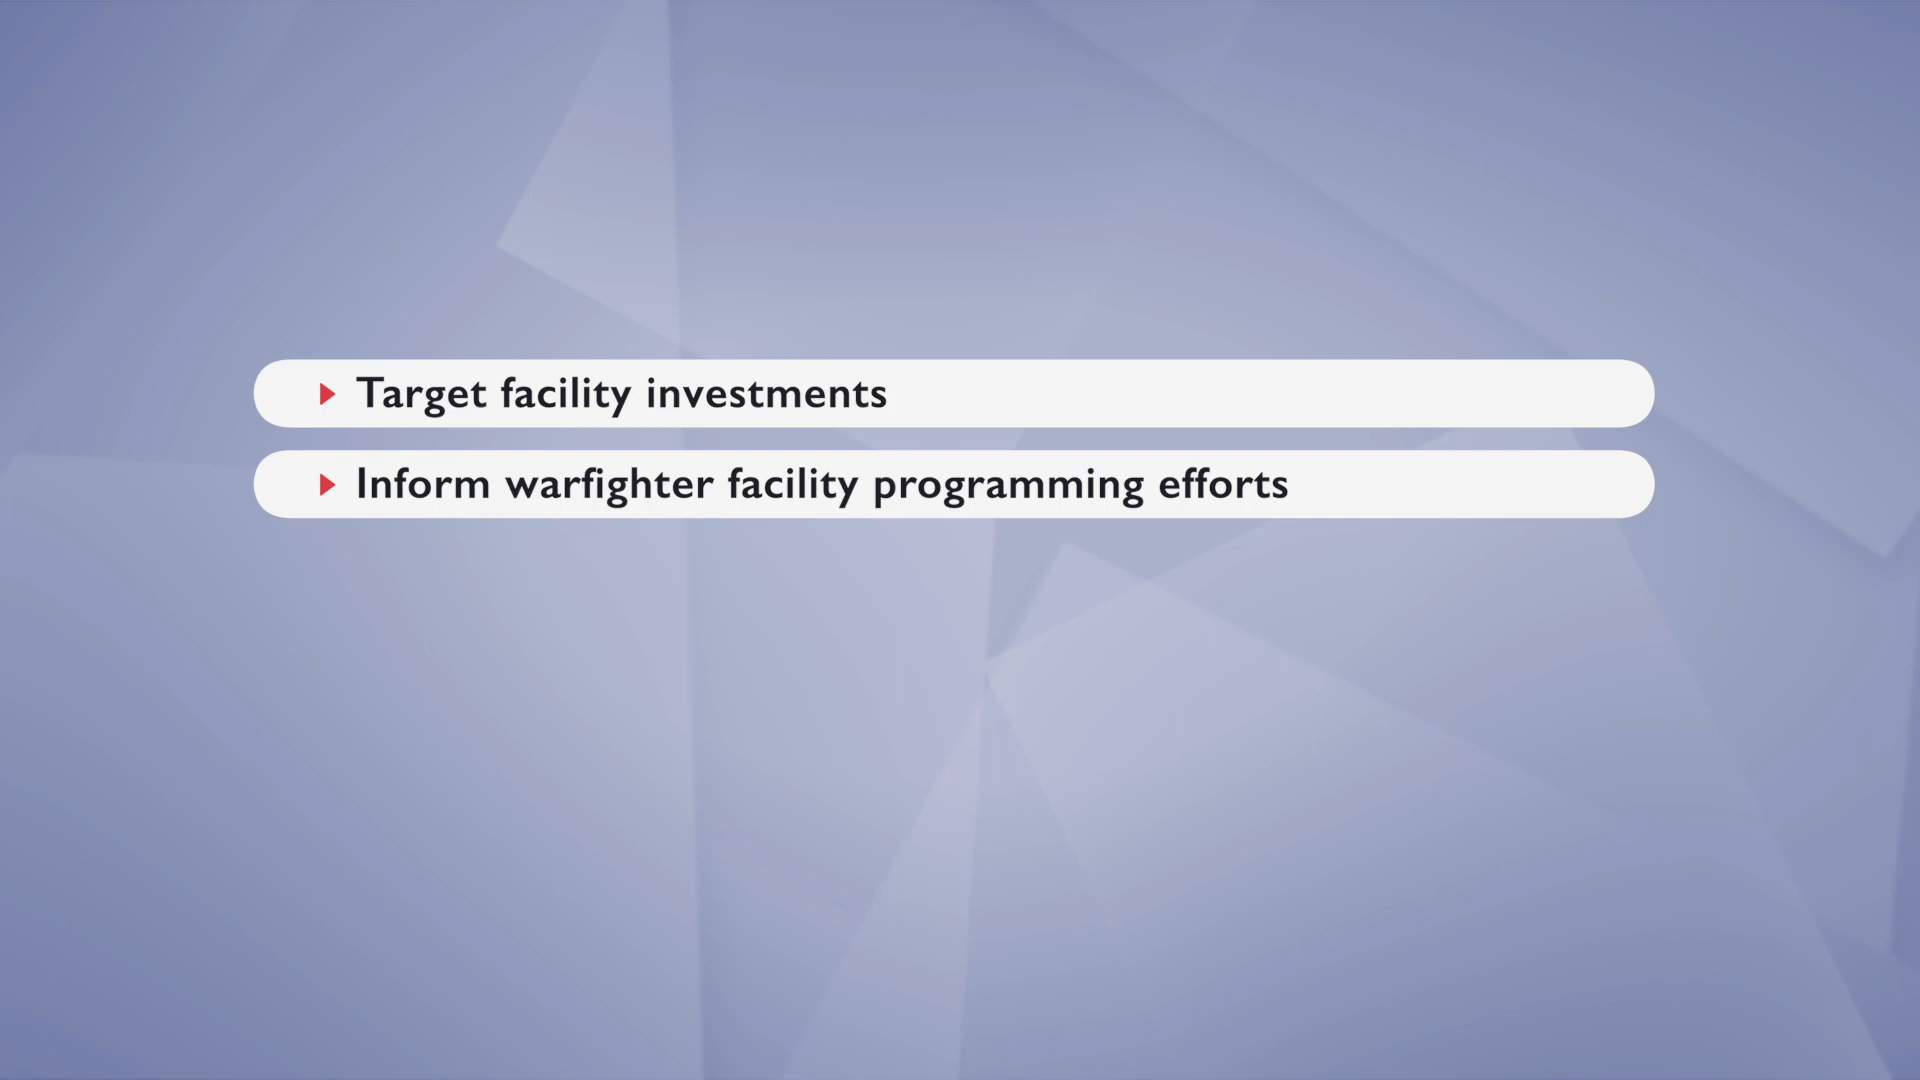 Target facility investments
Inform warfighter facility programming efforts